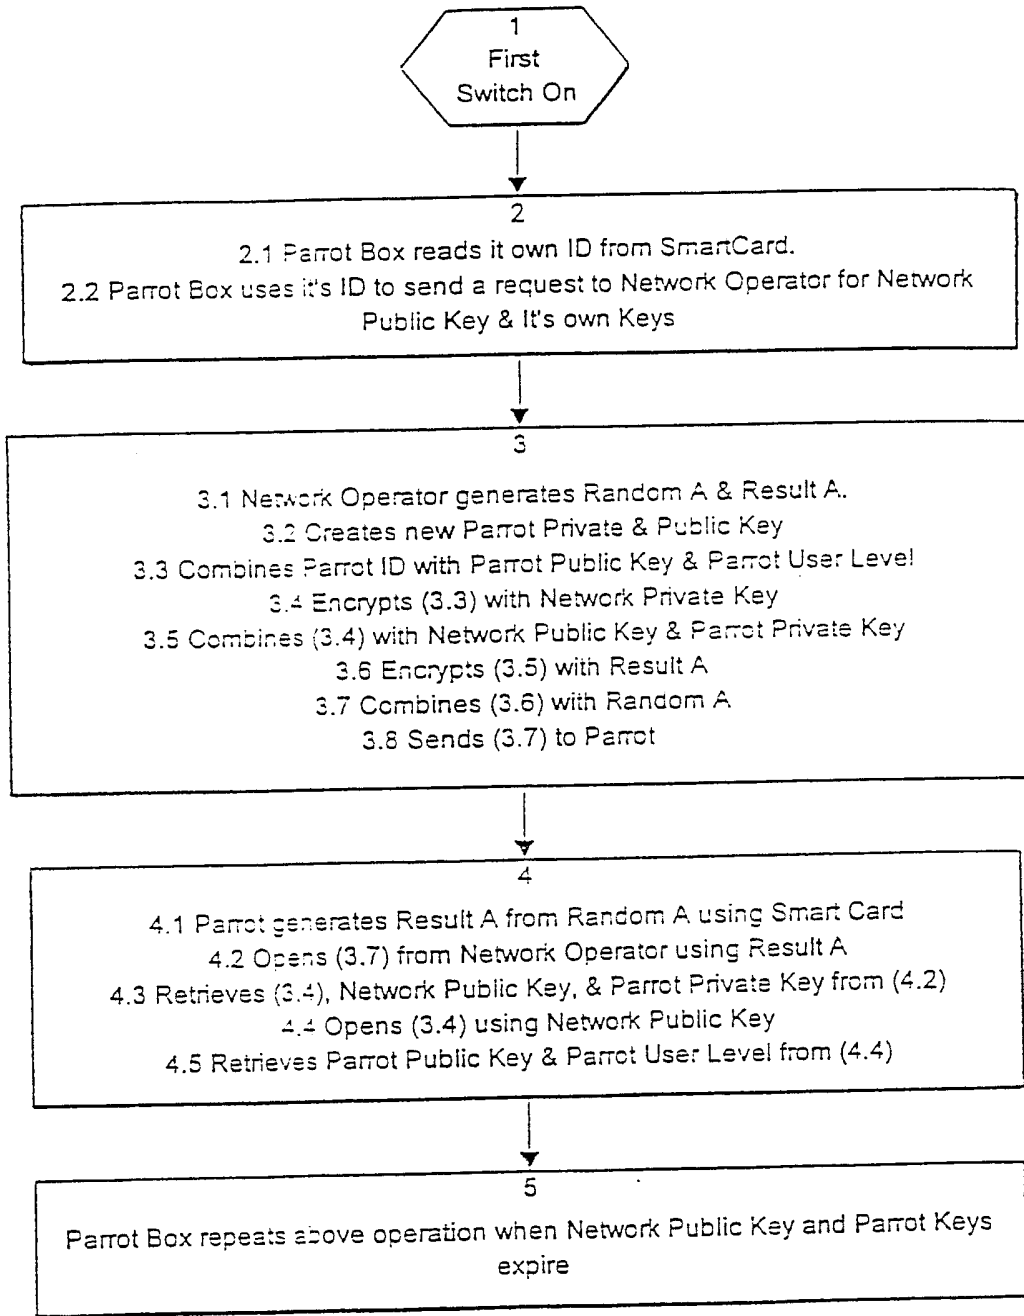 1
First
Switch On
2
2.1 Parrot Box reads it own ID from SmartCard.
2.2 Parrot Box uses it's ID to send a request to Network Operator for Network
Public Key & It's own Keys
3
3.1 Network Operator generates Random A & Result A.
3.2 Creates new Parrot Private & Public Key
3.3 Combines Parrot ID with Parrot Public Key & Parrot User Level
3.4 Encrypts (3.3) with Network Private Key
3.5 Combines (3.4) with Network Public Key & Parrot Private Key
3.6 Encrypts (3.5) with Result A
3.7 Combines (3.6) with Random A
3.8 Sends (3.7) to Parrot
4
4.1 Parrot generates Result A from Random A using Smart Card
4.2 Opens (3.7) from Network Operator using Result A
4.3 Retrieves (3.4), Network Public Key, & Parrot Private Key from (4.2)
4.4 Opens (3.4) using Network Public Key
4.5 Retrieves Parrot Public Key & Parrot User Level from (4.4)
5
Parrot Box repeats above operation when Network Public Key and Parrot Keys
expire